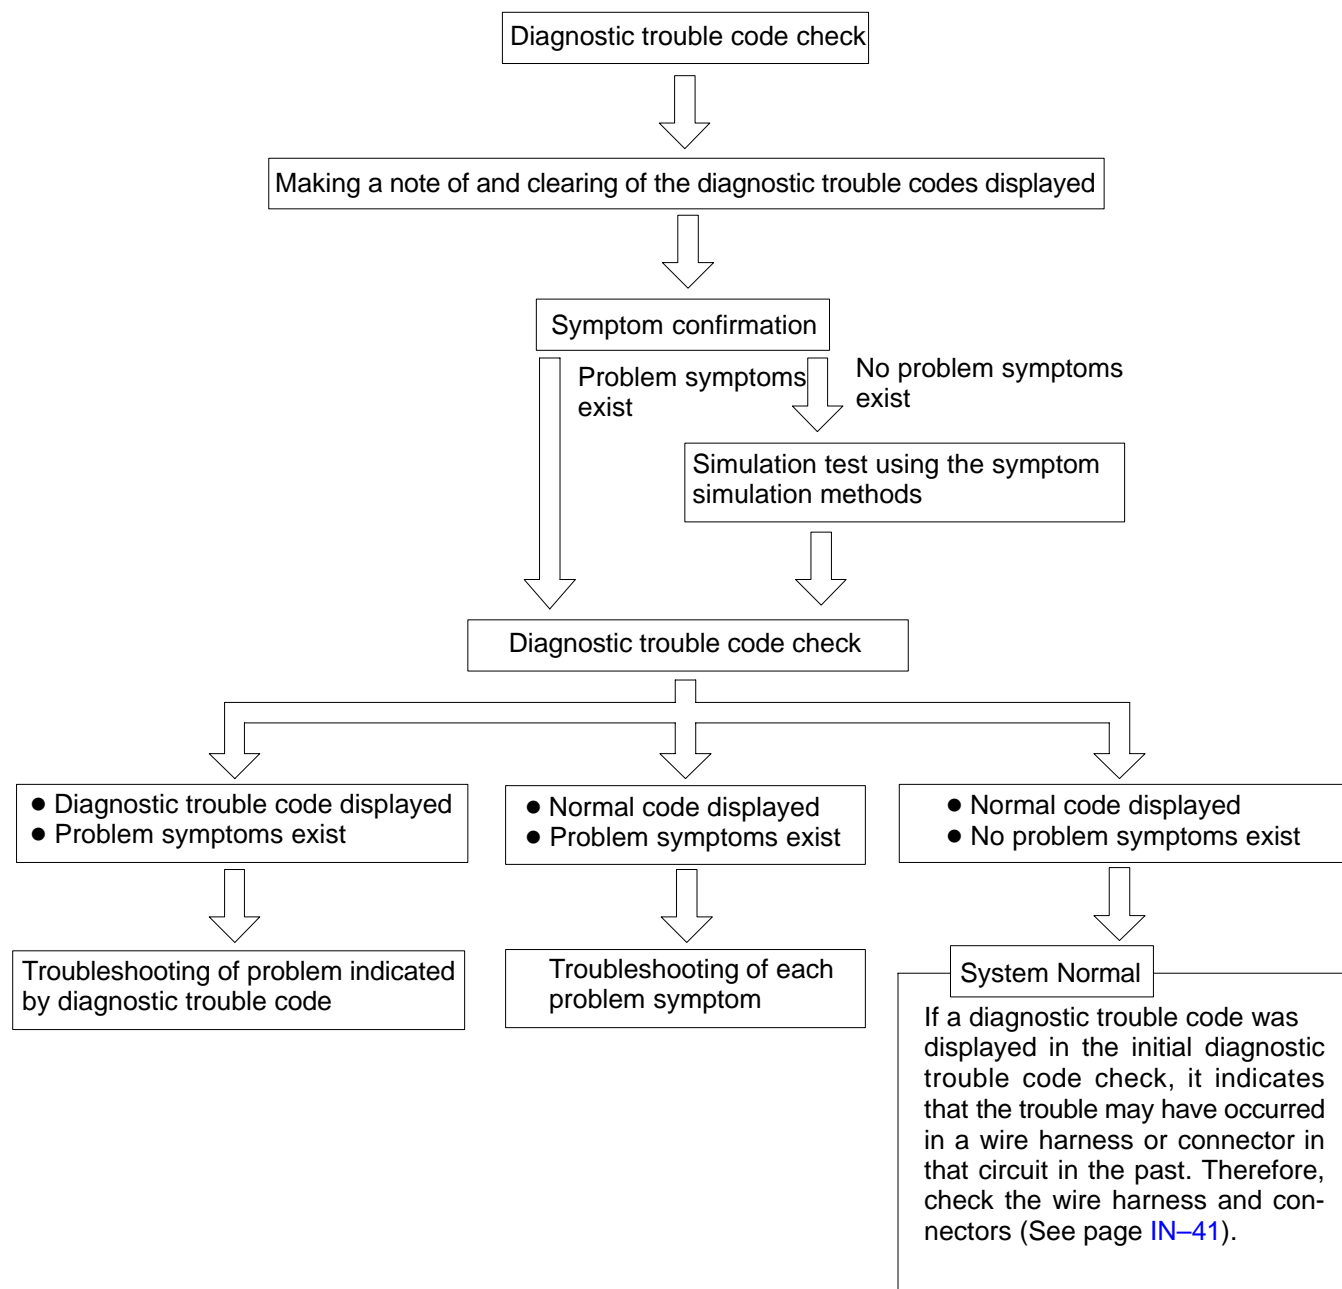 Diagnostic trouble code check
Making a note of and clearing of the diagnostic trouble codes displayed
Symptom confirmation
Problem symptoms
exist
No problem symptoms
exist
Simulation test using the symptom
simulation methods
Diagnostic trouble code check
● Diagnostic trouble code displayed
● Problem symptoms exist
● Normal code displayed
● Problem symptoms exist
● Normal code displayed
● No problem symptoms exist
Troubleshooting of problem indicated
by diagnostic trouble code
Troubleshooting of each
problem symptom
System Normal
If a diagnostic trouble code was
displayed in the initial diagnostic
trouble code check, it indicates
that the trouble may have occurred
in a wire harness or connector in
that circuit in the past. Therefore,
check the wire harness and con-
nectors (See page IN–41).